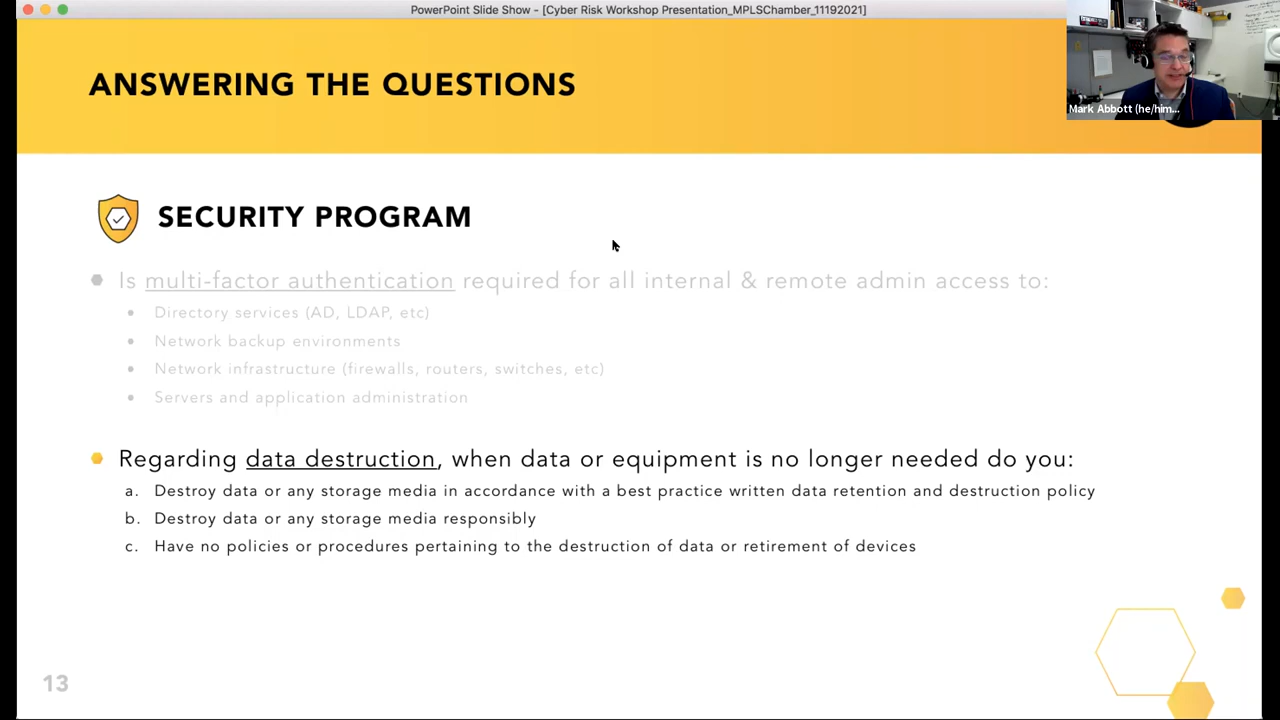 PowerPoint Slide Show - [Cyber Risk Workshop Presentation_MPLSChamber_11192021]
ANSWERING THE QUESTIONS
Mark Abbott (he/him...
SECURITY PROGRAM
Is multi-factor authentication required for all internal & remote admin access to:
Directory services (AD, LDAP, etc)
Network backup environments
Network infrastructure (firewalls, routers, switches, etc)
Servers and application administration
Regarding data destruction, when data or equipment is no longer needed do you:
a. Destroy data or any storage media in accordance with a best practice written data retention and destruction policy
b. Destroy data or any storage media responsibly
c. Have no policies or procedures pertaining to the destruction of data or retirement of devices
13